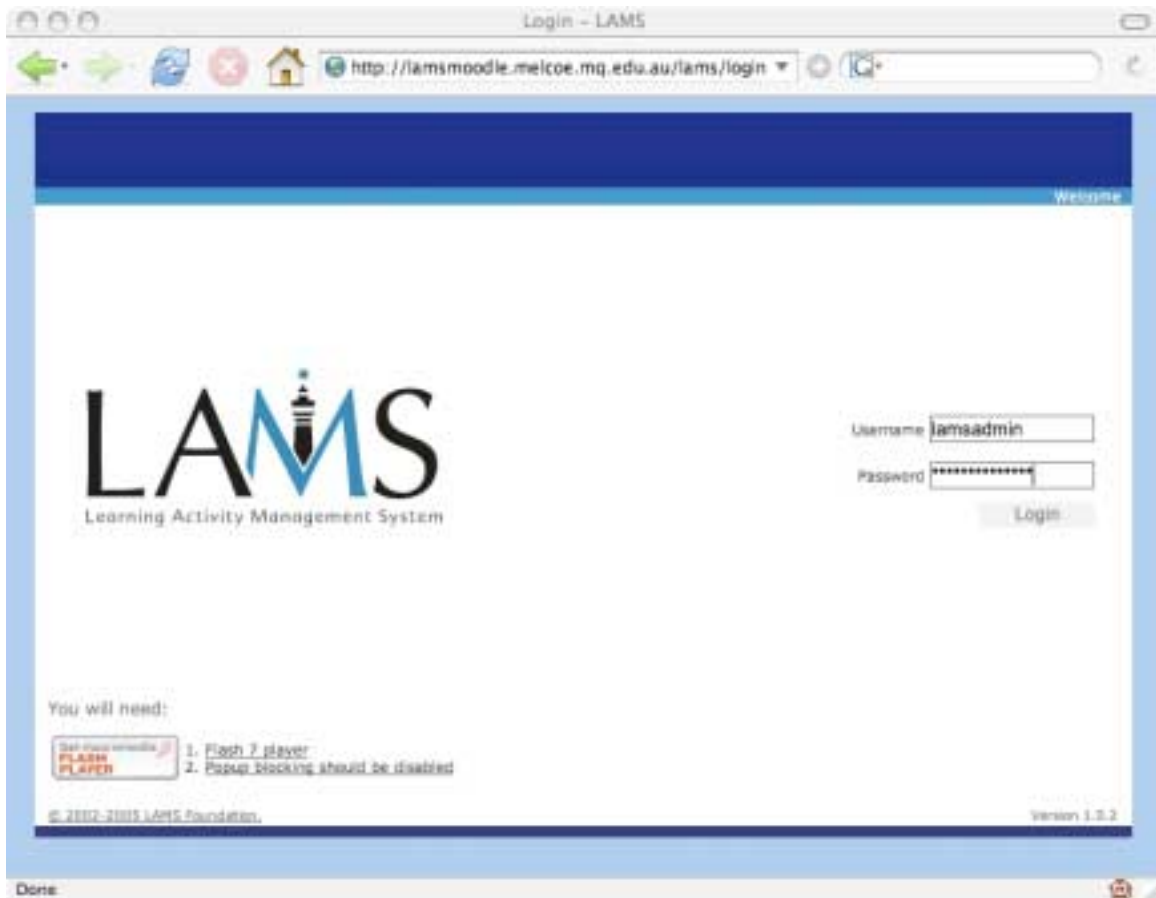 Login - LAMS
http://lamsmoodle.melcoe.mq.edu.au/lams/login
Welcome
LAMS
Learning Activity Management System
Username lamsadmin
Password **************
Login
You will need:
FLASH
PLAYER
1. Flash 7 player
2. Popup blocking should be disabled
© 2002-2005 LAMS Foundation.
Version 1.0.2
Done